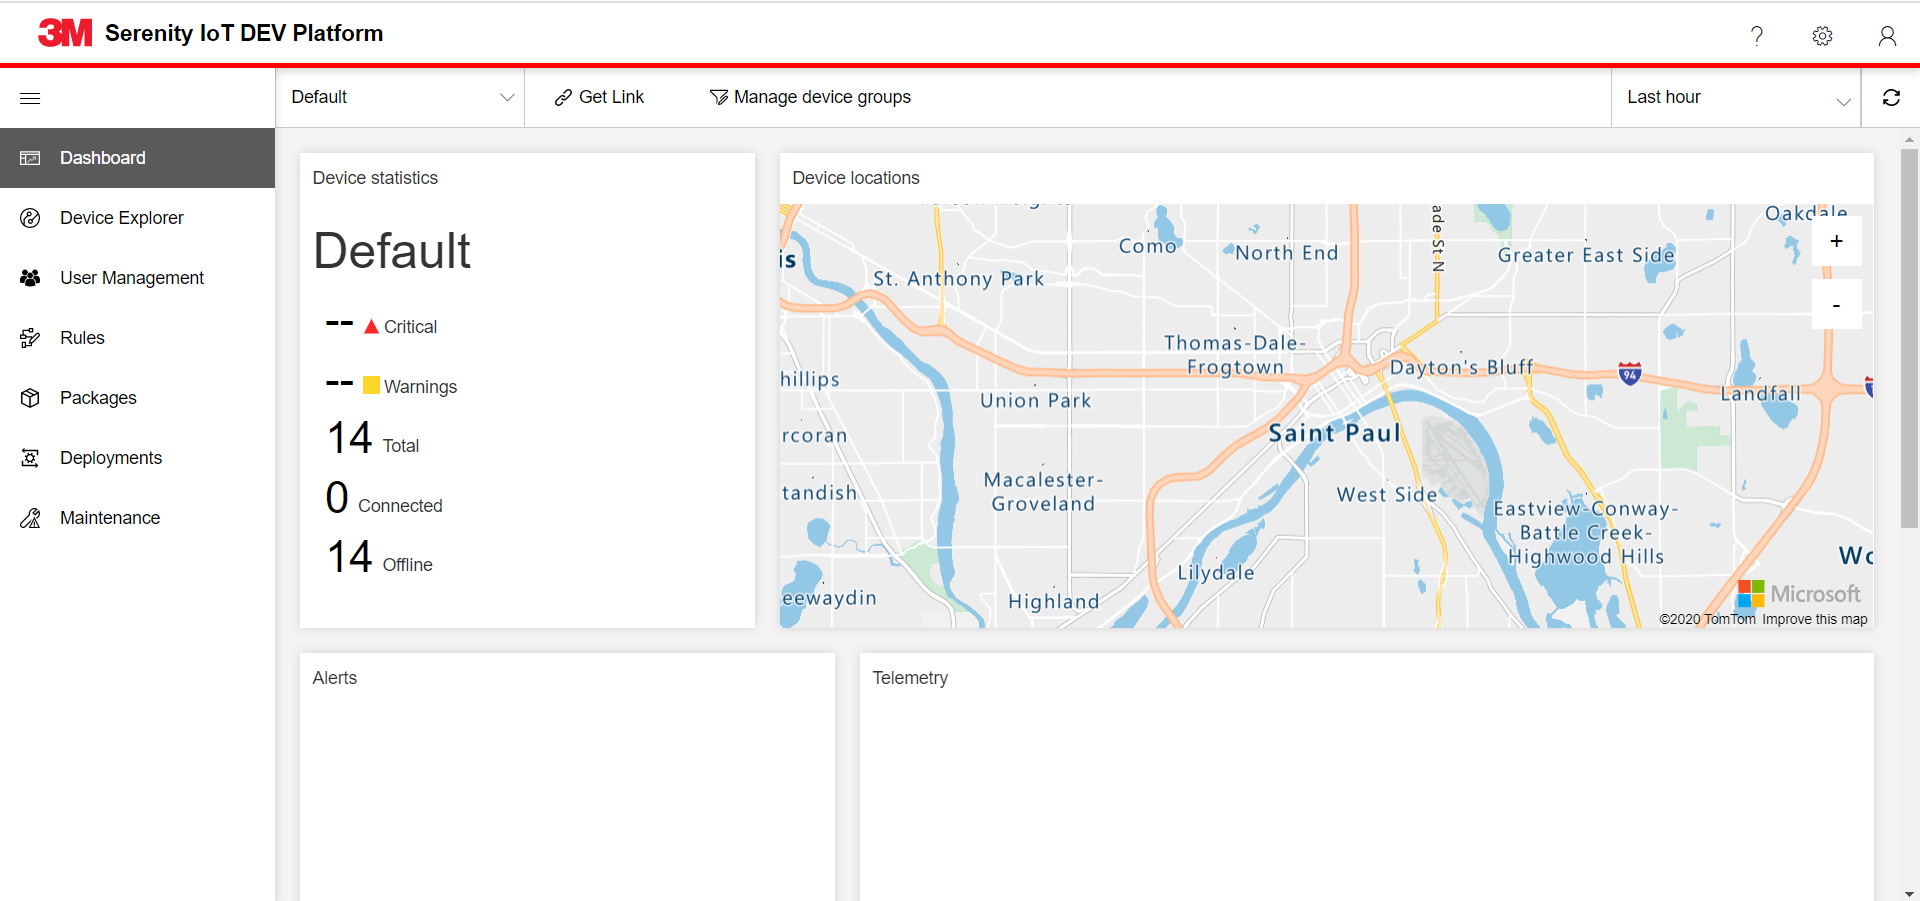 3M Serenity IoT DEV Platform
?
Default
Get Link
Manage device groups
Last hour
Dashboard
Device Explorer
User Management
Rules
Packages
Deployments
Maintenance
Device statistics
Default
-- Critical
-- Warnings
14 Total
0 Connected
14 Offline
Device locations
Oakdale
Como
North End
ade St N
Greater East Side
+
is
St. Anthony Park
-
Thomas-Dale-
Frogtown
Dayton's Bluff
94
hillips
Union Park
Landfall
rcoran
Saint Paul
Macalester-
Groveland
tandish
West Side
Eastview-Conway-
Battle Creek-
Highwood Hills
Wo
Lilydale
eewaydin
Highland
Microsoft
©2020 TomTom Improve this map
Alerts
Telemetry